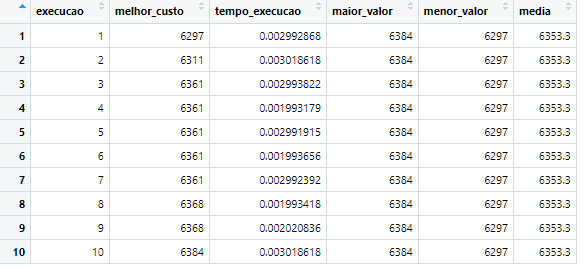 execucao melhor_custo tempo_execucao maior_valor menor_valor media
1 1 6297 0.002992868 6384 6297 6353.3
2 2 6311 0.003018618 6384 6297 6353.3
3 3 6361 0.002993822 6384 6297 6353.3
4 4 6361 0.001993179 6384 6297 6353.3
5 5 6361 0.002991915 6384 6297 6353.3
6 6 6361 0.001993656 6384 6297 6353.3
7 7 6361 0.002992392 6384 6297 6353.3
8 8 6368 0.001993418 6384 6297 6353.3
9 9 6368 0.002020836 6384 6297 6353.3
10 10 6384 0.003018618 6384 6297 6353.3